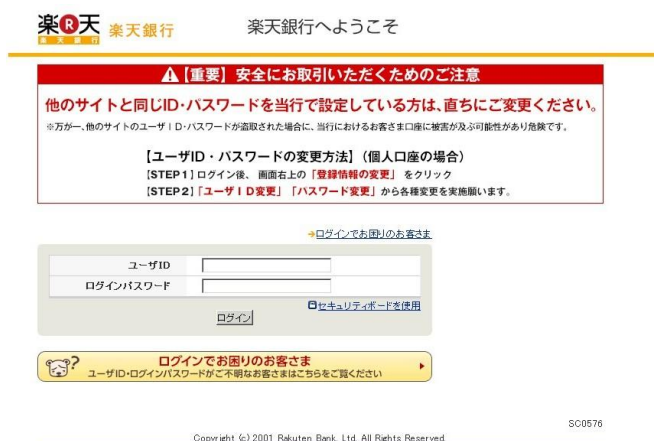 楽R天 楽天銀行 楽天銀行へようこそ
楽天銀行
【重要】安全にお取引いただくためのご注意
他のサイトと同じID・パスワードを当行で設定している方は、直ちにご変更ください。
※万が一、他のサイトのユーザID・パスワードが盗取された場合に、当行におけるお客さま口座に被害が及ぶ可能性があり危険です。
【ユーザID・パスワードの変更方法】(個人口座の場合)
【STEP1】ログイン後、画面右上の「登録情報の変更」をクリック
【STEP2】「ユーザID変更」「パスワード変更」から各種変更を実施願います。
→ログインでお困りのお客さま
ユーザID
ログインパスワード
セキュリティボードを使用
ログイン
? ログインでお困りのお客さま
ユーザID・ログインパスワードがご不明なお客さまはこちらをご覧ください
SC0576
Copyright (c) 2001 Rakuten Bank, Ltd. All Rights Reserved.